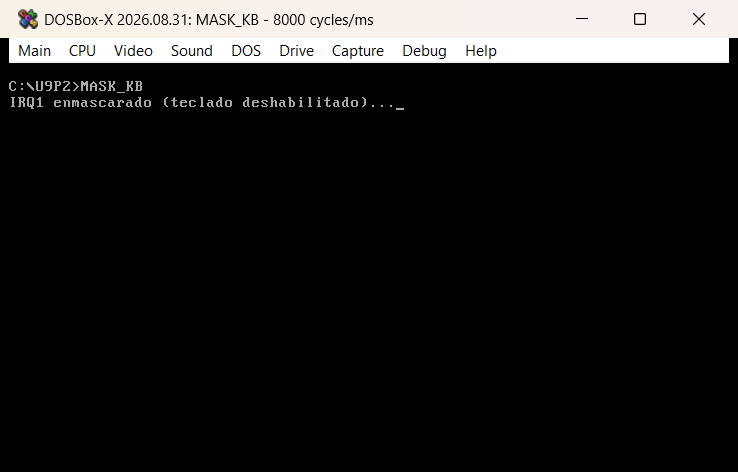 DOSBox-X 2026.08.31: MASK_KB - 8000 cycles/ms
Main CPU Video Sound DOS Drive Capture Debug Help
C:\U9P2>MASK_KB
IRQ1 enmascarado (teclado deshabilitado)..._